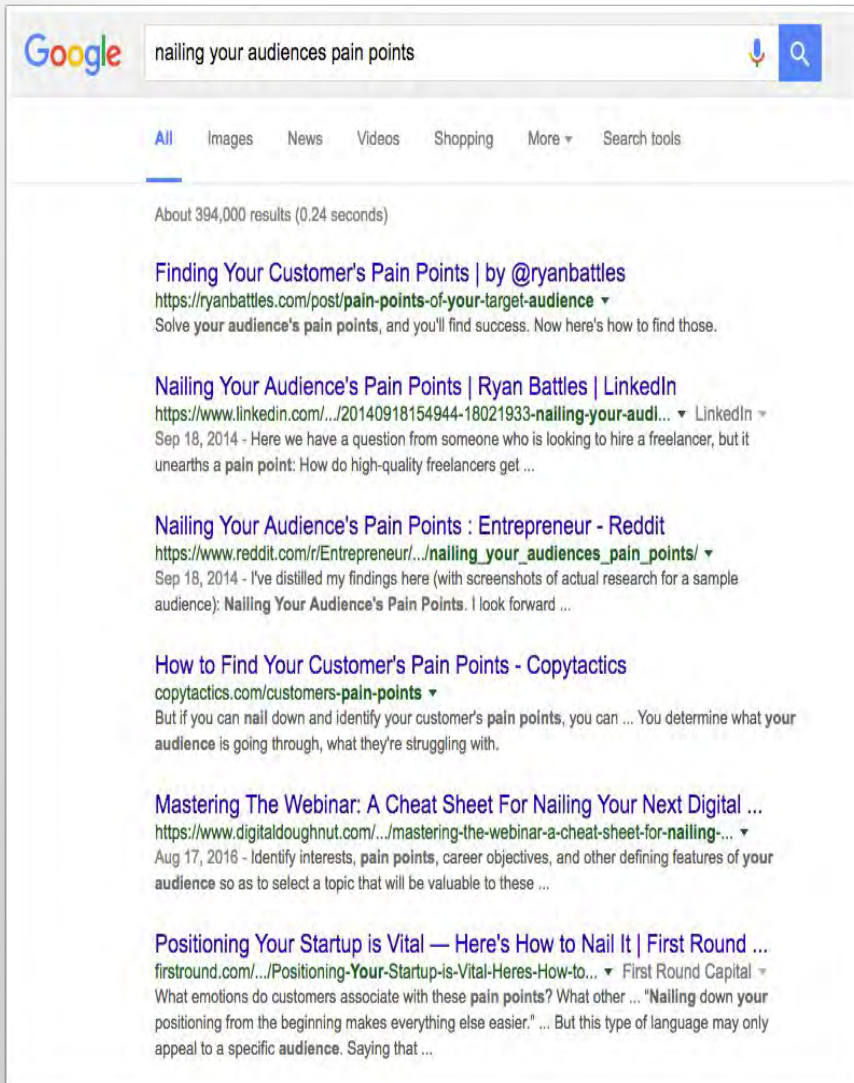 Google nailing your audiences pain points
All Images News Videos Shopping More Search tools
About 394,000 results (0.24 seconds)
Finding Your Customer's Pain Points | by @ryanbattles
https://ryanbattles.com/post/pain-points-of-your-target-audience
Solve your audience's pain points, and you'll find success. Now here's how to find those.
Nailing Your Audience's Pain Points | Ryan Battles | LinkedIn
https://www.linkedin.com/.../20140918154944-18021933-nailing-your-audi... LinkedIn
Sep 18, 2014 - Here we have a question from someone who is looking to hire a freelancer, but it
unearths a pain point: How do high-quality freelancers get ...
Nailing Your Audience's Pain Points : Entrepreneur - Reddit
https://www.reddit.com/r/Entrepreneur/.../nailing_your_audiences_pain_points/
Sep 18, 2014 - I've distilled my findings here (with screenshots of actual research for a sample
audience): Nailing Your Audience's Pain Points. I look forward ...
How to Find Your Customer's Pain Points - Copytactics
copytactics.com/customers-pain-points
But if you can nail down and identify your customer's pain points, you can ... You determine what your
audience is going through, what they're struggling with.
Mastering The Webinar: A Cheat Sheet For Nailing Your Next Digital ...
https://www.digitaldoughnut.com/.../mastering-the-webinar-a-cheat-sheet-for-nailing-...
Aug 17, 2016 - Identify interests, pain points, career objectives, and other defining features of your
audience so as to select a topic that will be valuable to these ...
Positioning Your Startup is Vital — Here's How to Nail It | First Round ...
firstround.com/.../Positioning-Your-Startup-is-Vital-Heres-How-to... First Round Capital
What emotions do customers associate with these pain points? What other ... "Nailing down your
positioning from the beginning makes everything else easier." ... But this type of language may only
appeal to a specific audience. Saying that ...